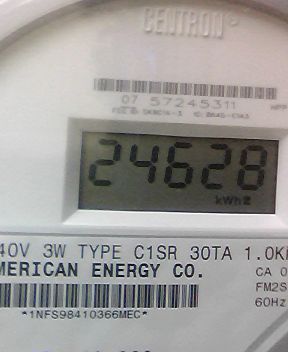 CENTRON
07 57245311
24628
kWh
40V 3W TYPE C1SR 30TA 1.0K
MERICAN ENERGY CO.
CA 0
FM2S
60Hz
*1NFS98410366MEC*